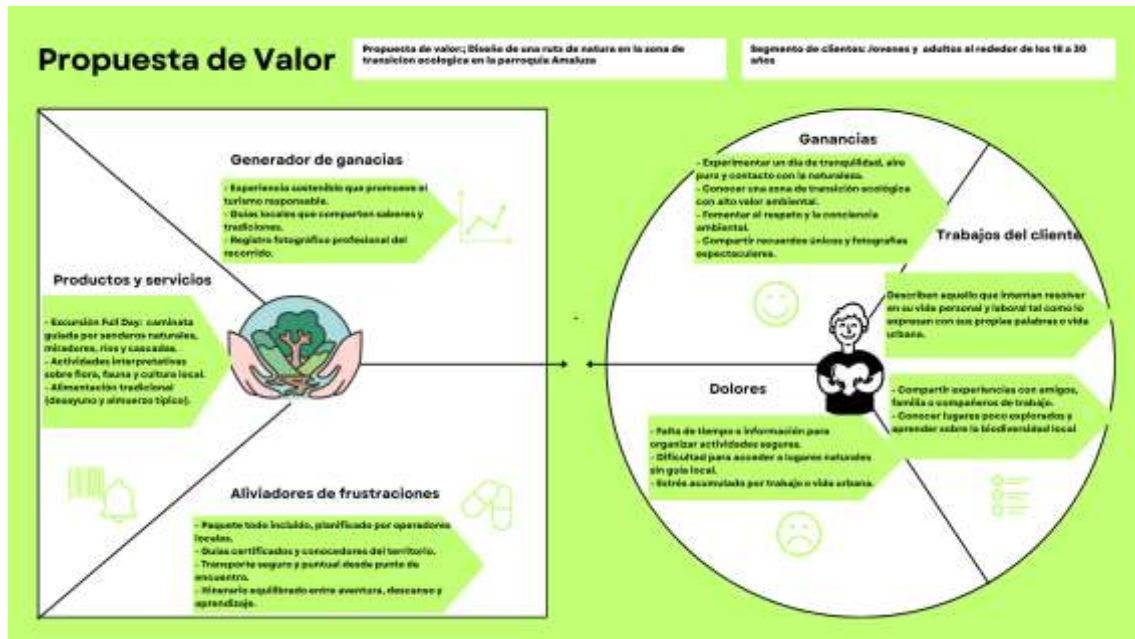 Propuesta de Valor
Propuesta de valor:; Diseño de una ruta de natura en la zona de
transicion ecologica en la parroquia Amaluza
Segmento de clientes: Jovenes y adultos al rededor de los 18 a 30
años
Generador de ganacias
- Experiencia sostenible que promueve el
turismo responsable.
- Guías locales que comparten saberes y
tradiciones.
- Registro fotográfico profesional del
recorrido.
Productos y servicios
- Excursión Full Day: caminata
guiada por senderos naturales,
miradores, ríos y cascadas.
- Actividades interpretativas
sobre flora, fauna y cultura local.
- Alimentación tradicional
(desayuno y almuerzo típico).
Aliviadores de frustraciones
- Paquete todo incluido, planificado por operadores
locales.
- Guías certificados y conocedores del territorio.
- Transporte seguro y puntual desde punto de
encuentro.
- Itinerario equilibrado entre aventura, descanso y
aprendizaje.
Ganancias
- Experimentar un día de tranquilidad, aire
puro y contacto con la naturaleza.
- Conocer una zona de transición ecológica
con alto valor ambiental.
- Fomentar el respeto y la conciencia
ambiental.
- Compartir recuerdos únicos y fotografías
espectaculares.
Trabajos del cliente
Describen aquello que intentan resolver
en su vida personal y laboral tal como lo
expresan con sus propias palabras o vida
urbana.
- Compartir experiencias con amigos,
familia o compañeros de trabajo.
- Conocer lugares poco explorados y
aprender sobre la biodiversidad local
Dolores
- Falta de tiempo o información para
organizar actividades seguras.
- Dificultad para acceder a lugares naturales
sin guía local.
- Estrés acumulado por trabajo o vida urbana.